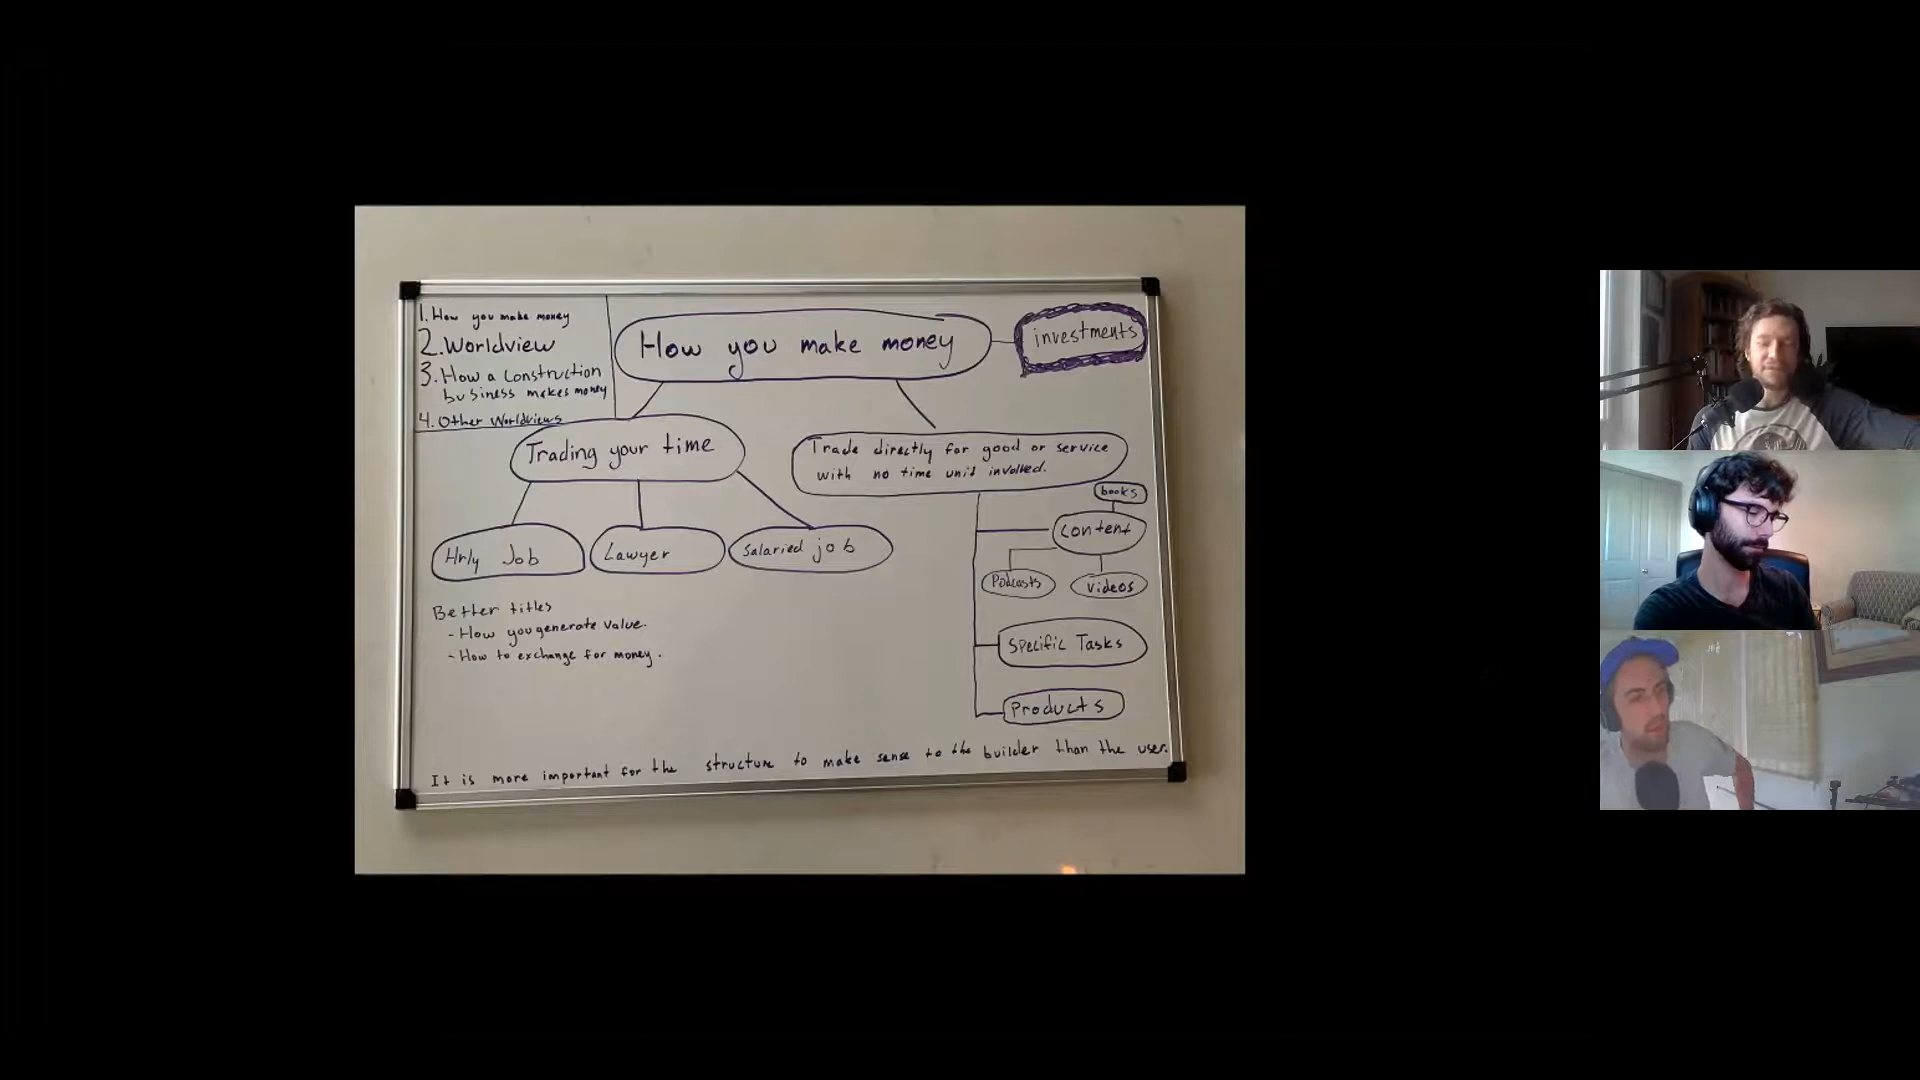 1. How you make money
2. Worldview
3. How a Construction
business makes money
4. Other Worldviews
How you make money
investments
Trading your time
Trade directly for good or service
with no time unit involved.
books
Content
Podcasts
videos
Hrly Job
Lawyer
Salaried job
Specific Tasks
Products
Better titles
- How you generate value.
- How to exchange for money.
It is more important for the structure to make sense to the builder than the user.